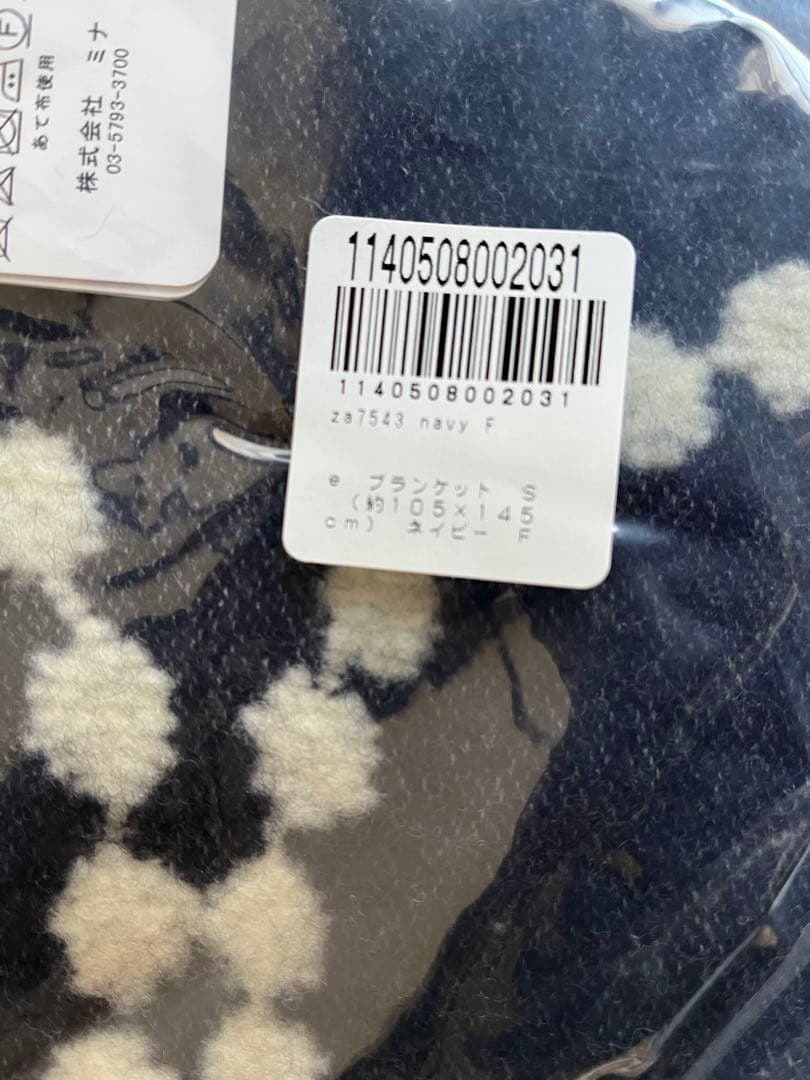 F
あて布使用
株式会社 ミナ
03-5793-3700
1140508002031
1140508002031
za7543 navy F
e ブランケット S
(約105×145
cm) ネイビー F